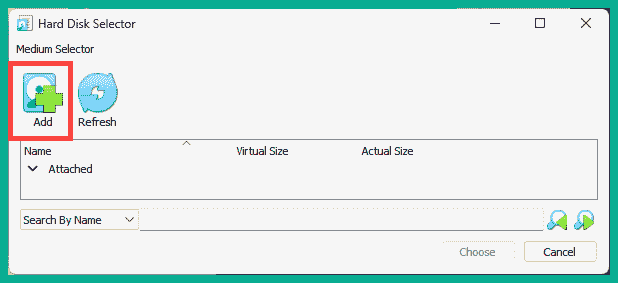 Hard Disk Selector
Medium Selector
Add Refresh
Name Virtual Size Actual Size
Attached
Search By Name
Choose Cancel